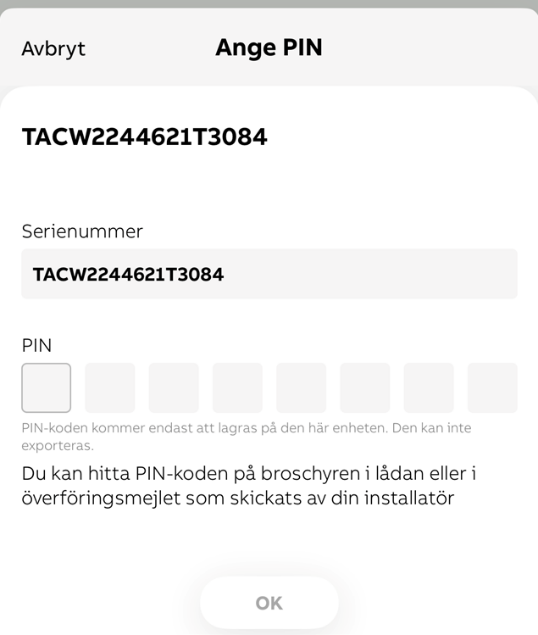 Avbryt
Ange PIN
TACW2244621T3084
Serienummer
TACW2244621T3084
PIN
PIN-koden kommer endast att lagras på den här enheten. Den kan inte
exporteras.
Du kan hitta PIN-koden på broschyren i lådan eller i
överföringsmejlet som skickats av din installatör
OK